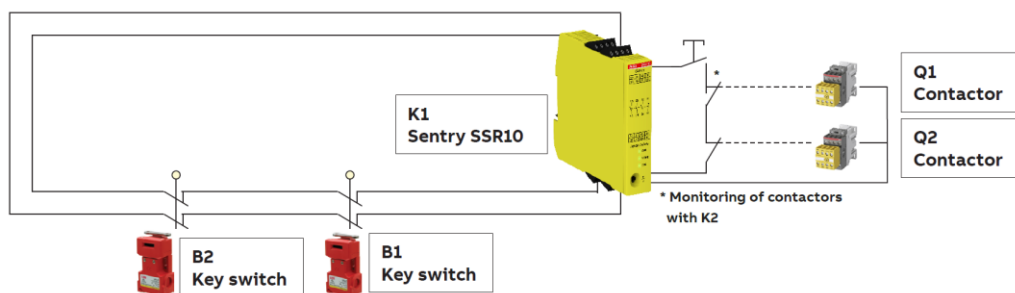 K1
Sentry SSR10
*
Q1
Contactor
Q2
Contactor
* Monitoring of contactors
with K2
B2
Key switch
B1
Key switch